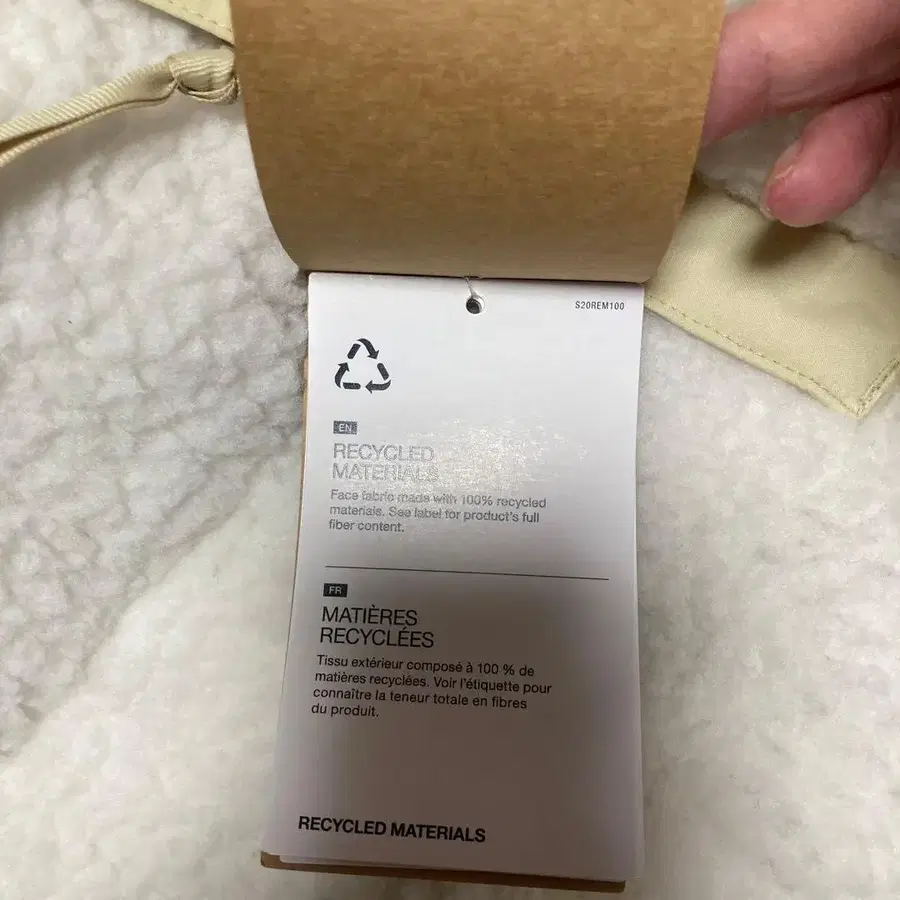 S20REM100
EN
RECYCLED
MATERIALS
Face fabric made with 100% recycled
materials. See label for product's full
fiber content.
FR
MATIÈRES
RECYCLÉES
Tissu extérieur composé à 100 % de
matières recyclées. Voir l'étiquette pour
connaître la teneur totale en fibres
du produit.
RECYCLED MATERIALS